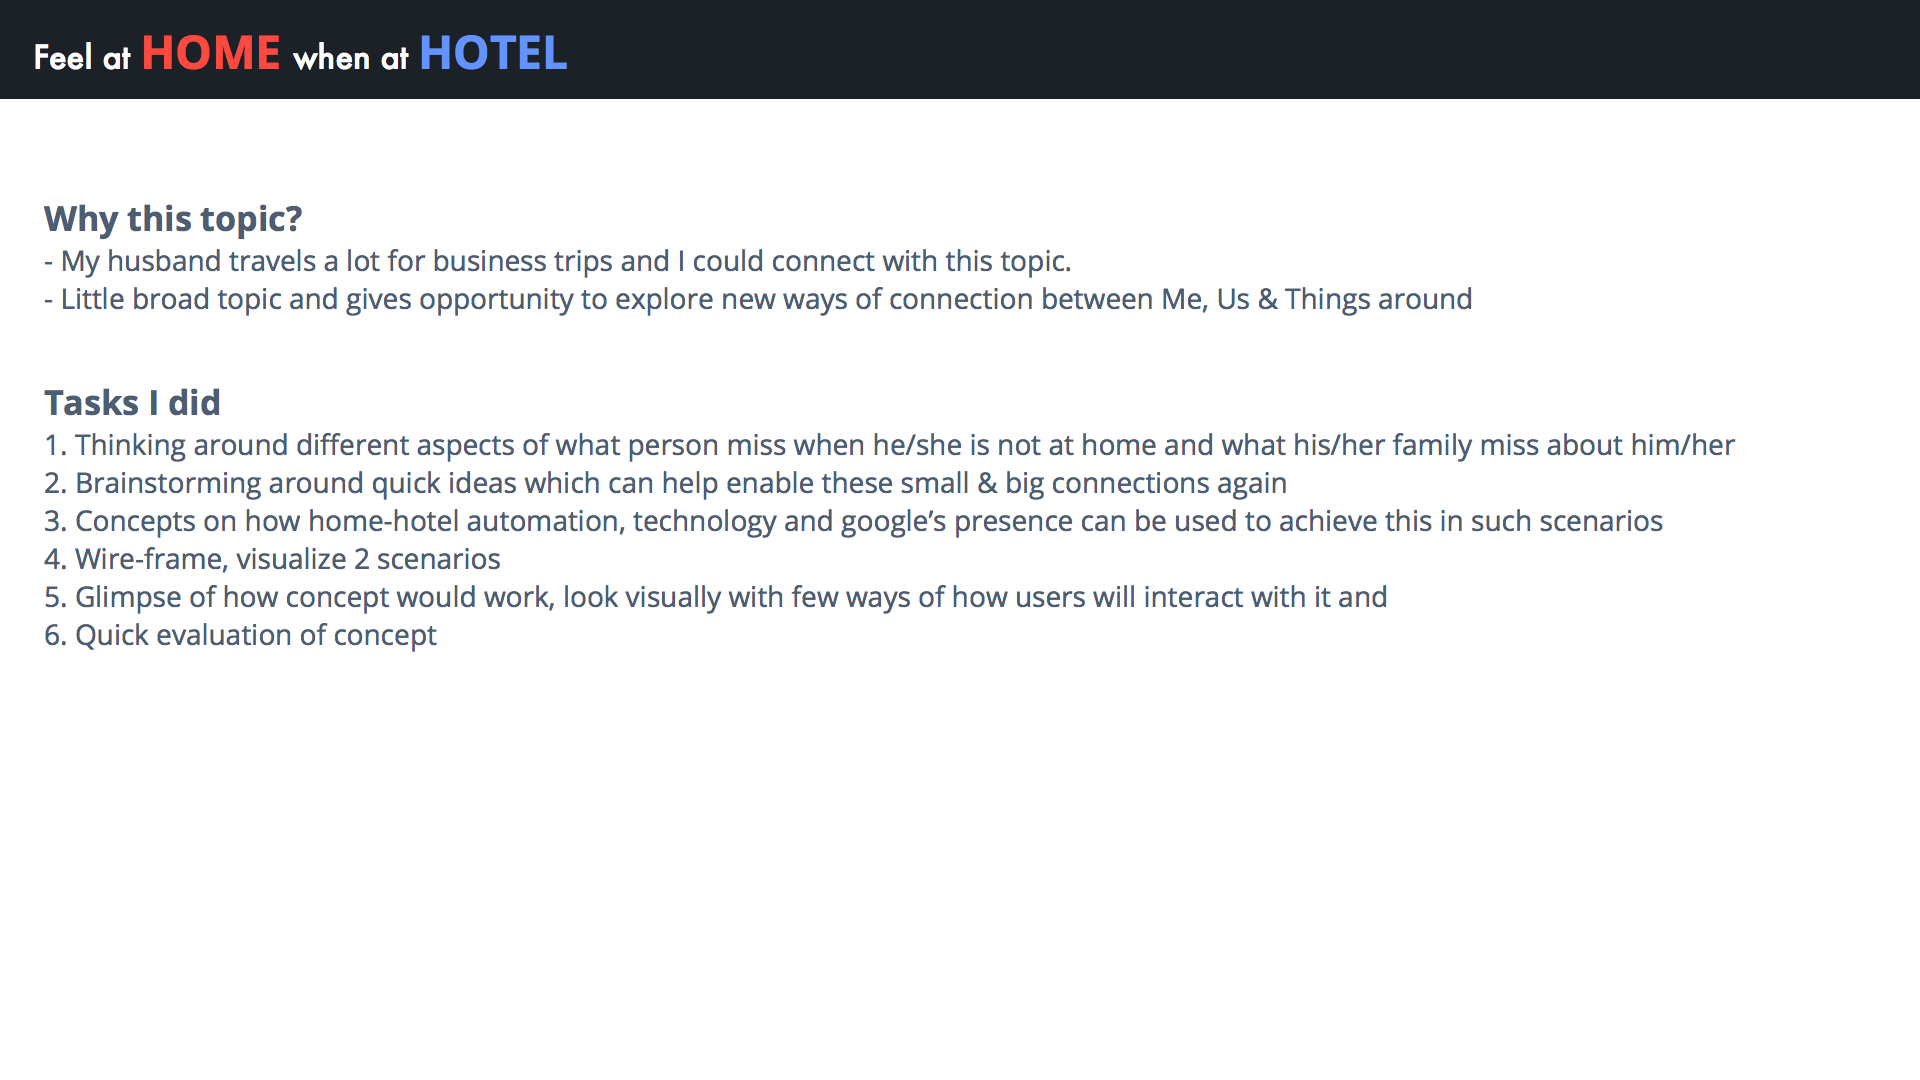 Feel at HOME when at HOTEL
Why this topic?
- My husband travels a lot for business trips and I could connect with this topic.
- Little broad topic and gives opportunity to explore new ways of connection between Me, Us & Things around
Tasks I did
1. Thinking around different aspects of what person miss when he/she is not at home and what his/her family miss about him/her
2. Brainstorming around quick ideas which can help enable these small & big connections again
3. Concepts on how home-hotel automation, technology and google’s presence can be used to achieve this in such scenarios
4. Wire-frame, visualize 2 scenarios
5. Glimpse of how concept would work, look visually with few ways of how users will interact with it and
6. Quick evaluation of concept